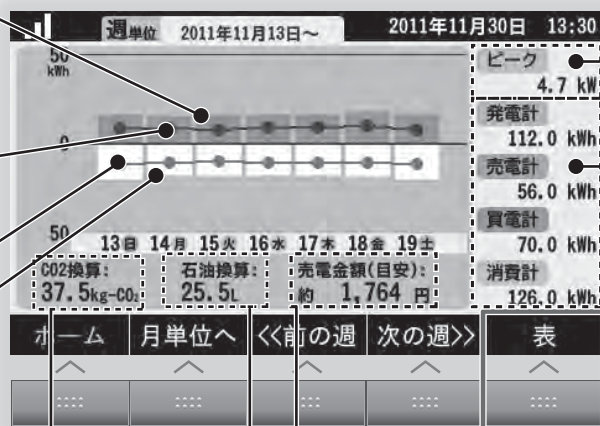 週単位 2011年11月13日～
2011年11月30日 13:30
50
kWh
0
50
13日 14月 15火 16水 17木 18金 19土
ピーク
4.7 kW
発電計
112.0 kWh
売電計
56.0 kWh
買電計
70.0 kWh
消費計
126.0 kWh
CO2換算:
37.5kg-CO₂
石油換算:
25.5L
売電金額(目安):
約 1,764 円
ホーム 月単位へ <<前の週 次の週>> 表